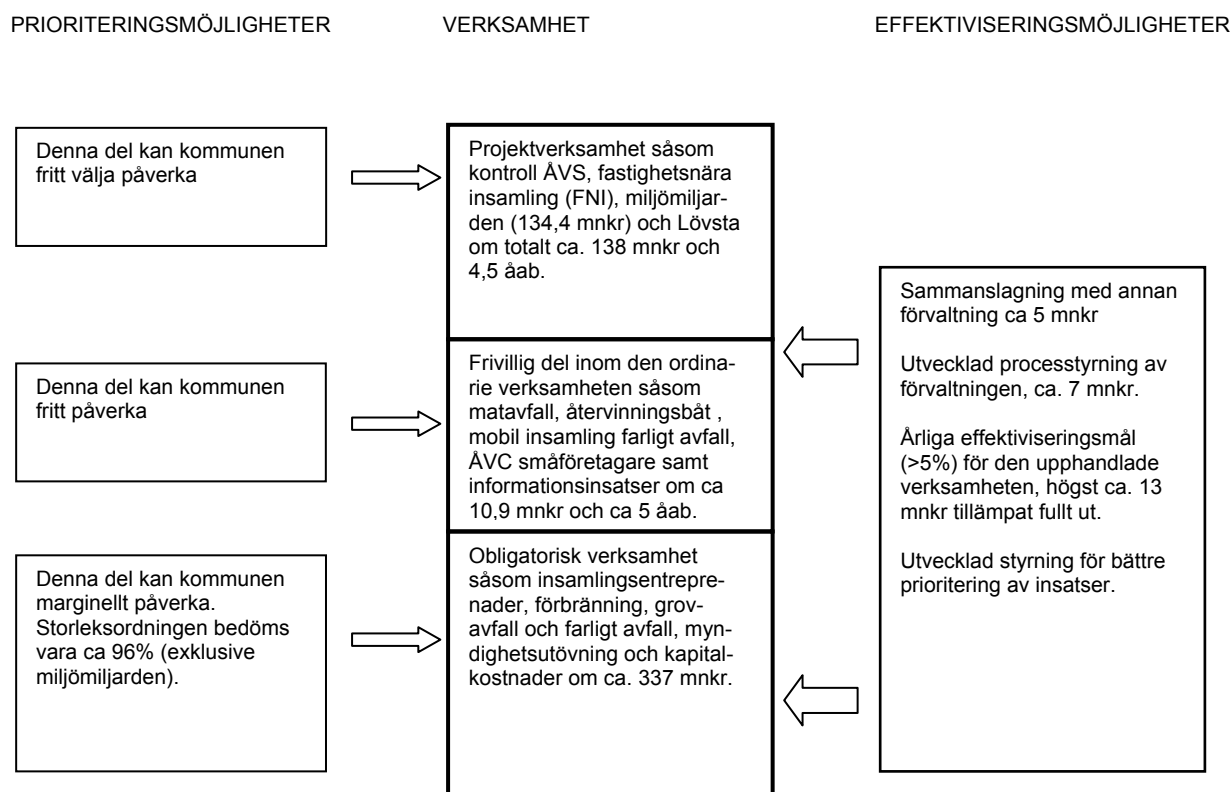 PRIORITERINGSMÖJLIGHETER
VERKSAMHET
EFFEKTIVISERINGSMÖJLIGHETER
Denna del kan kommunen
fritt välja påverka
Projektverksamhet såsom
kontroll ÅVS, fastighetsnära
insamling (FNI), miljömiljar-
den (134,4 mnkr) och Lövsta
om totalt ca. 138 mnkr och
4,5 åab.
Denna del kan kommunen
fritt påverka
Frivillig del inom den ordina-
rie verksamheten såsom
matavfall, återvinningsbåt ,
mobil insamling farligt avfall,
ÅVC småföretagare samt
informationsinsatser om ca
10,9 mnkr och ca 5 åab.
Denna del kan kommunen
marginellt påverka.
Storleksordningen bedöms
vara ca 96% (exklusive
miljömiljarden).
Obligatorisk verksamhet
såsom insamlingsentrepre-
nader, förbränning, grov-
avfall och farligt avfall, myn-
dighetsutövning och kapital-
kostnader om ca. 337 mnkr.
Sammanslagning med annan
förvaltning ca 5 mnkr
Utvecklad processtyrning av
förvaltningen, ca. 7 mnkr.
Årliga effektiviseringsmål
(>5%) för den upphandlade
verksamheten, högst ca. 13
mnkr tillämpat fullt ut.
Utvecklad styrning för bättre
prioritering av insatser.